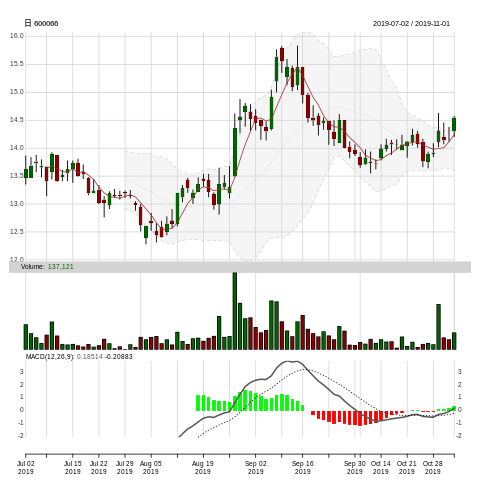 日 600066
2019-07-02 / 2019-11-01
16.0
15.5
15.0
14.5
14.0
13.5
13.0
12.5
12.0
Volume: 137,121
MACD(12,26,9): 0.18514 -0.20883
3 3
2 2
1 1
0 0
-1 -1
-2 -2
Jul 02 Jul 15 Jul 22 Jul 29 Aug 05 Aug 19 Sep 02 Sep 16 Sep 30 Oct 14 Oct 21 Oct 28
2019 2019 2019 2019 2019 2019 2019 2019 2019 2019 2019 2019